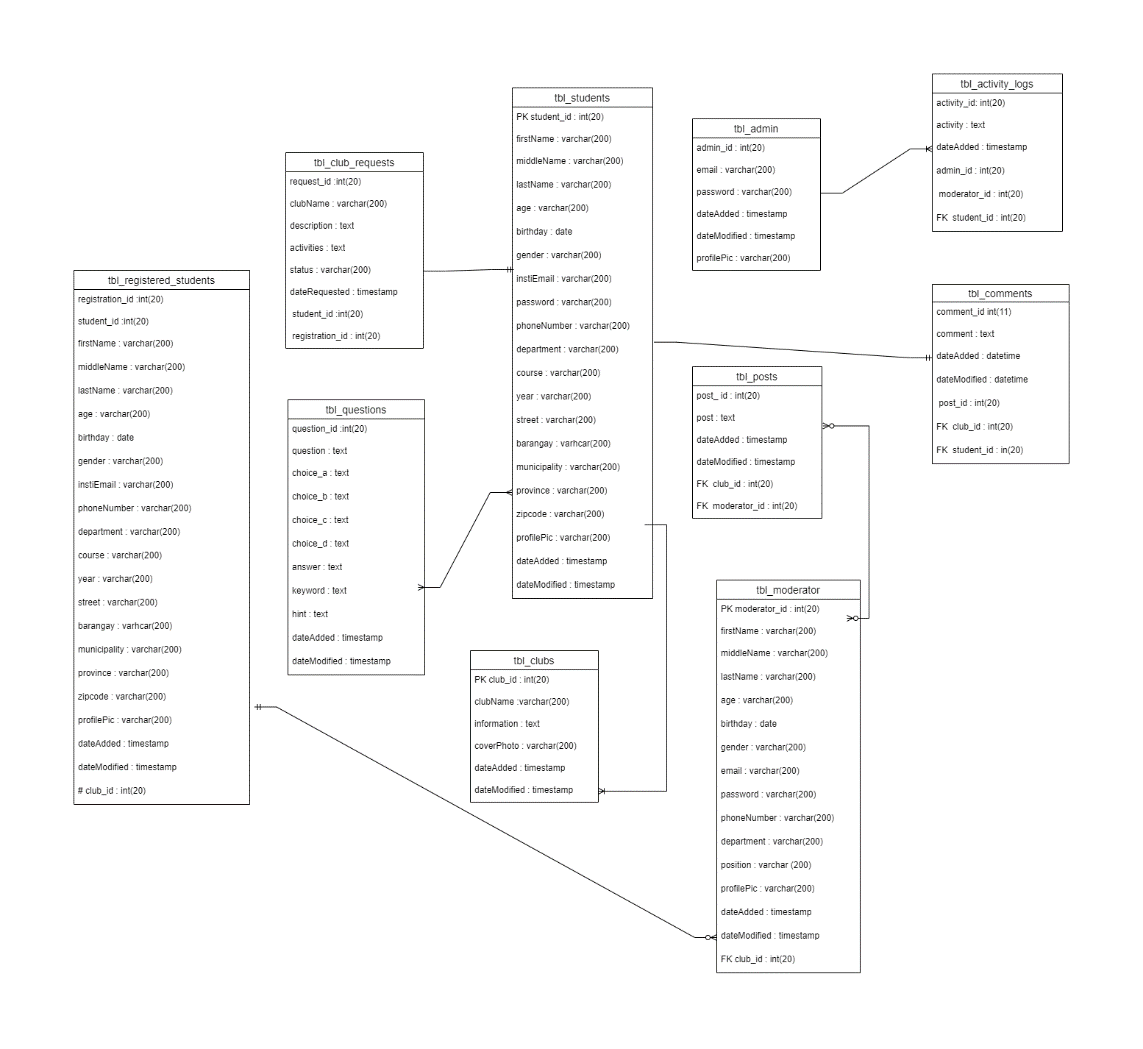 tbl_registered_students
registration_id :int(20)
student_id :int(20)
firstName : varchar(200)
middleName : varchar(200)
lastName : varchar(200)
age : varchar(200)
birthday : date
gender : varchar(200)
instiEmail : varchar(200)
phoneNumber : varchar(200)
department : varchar(200)
course : varchar(200)
year : varchar(200)
street : varchar(200)
barangay : varhcar(200)
municipality : varchar(200)
province : varchar(200)
zipcode : varchar(200)
profilePic : varchar(200)
dateAdded : timestamp
dateModified : timestamp
# club_id : int(20)
tbl_club_requests
request_id :int(20)
clubName : varchar(200)
description : text
activities : text
status : varchar(200)
dateRequested : timestamp
student_id :int(20)
registration_id : int(20)
tbl_questions
question_id :int(20)
question : text
choice_a : text
choice_b : text
choice_c : text
choice_d : text
answer : text
keyword : text
hint : text
dateAdded : timestamp
dateModified : timestamp
tbl_students
PK student_id : int(20)
firstName : varchar(200)
middleName : varchar(200)
lastName : varchar(200)
age : varchar(200)
birthday : date
gender : varchar(200)
instiEmail : varchar(200)
password : varchar(200)
phoneNumber : varchar(200)
department : varchar(200)
course : varchar(200)
year : varchar(200)
street : varchar(200)
barangay : varhcar(200)
municipality : varchar(200)
province : varchar(200)
zipcode : varchar(200)
profilePic : varchar(200)
dateAdded : timestamp
dateModified : timestamp
tbl_clubs
PK club_id : int(20)
clubName :varchar(200)
information : text
coverPhoto : varchar(200)
dateAdded : timestamp
dateModified : timestamp
tbl_admin
admin_id : int(20)
email : varchar(200)
password : varchar(200)
dateAdded : timestamp
dateModified : timestamp
profilePic : varchar(200)
tbl_posts
post_ id : int(20)
post : text
dateAdded : timestamp
dateModified : timestamp
FK club_id : int(20)
FK moderator_id : int(20)
tbl_moderator
PK moderator_id : int(20)
firstName : varchar(200)
middleName : varchar(200)
lastName : varchar(200)
age : varchar(200)
birthday : date
gender : varchar(200)
email : varchar(200)
password : varchar(200)
phoneNumber : varchar(200)
department : varchar(200)
position : varchar (200)
profilePic : varchar(200)
dateAdded : timestamp
dateModified : timestamp
FK club_id : int(20)
tbl_activity_logs
activity_id: int(20)
activity : text
dateAdded : timestamp
admin_id : int(20)
moderator_id : int(20)
FK student_id : int(20)
tbl_comments
comment_id int(11)
comment : text
dateAdded : datetime
dateModified : datetime
post_id : int(20)
FK club_id : int(20)
FK student_id : in(20)